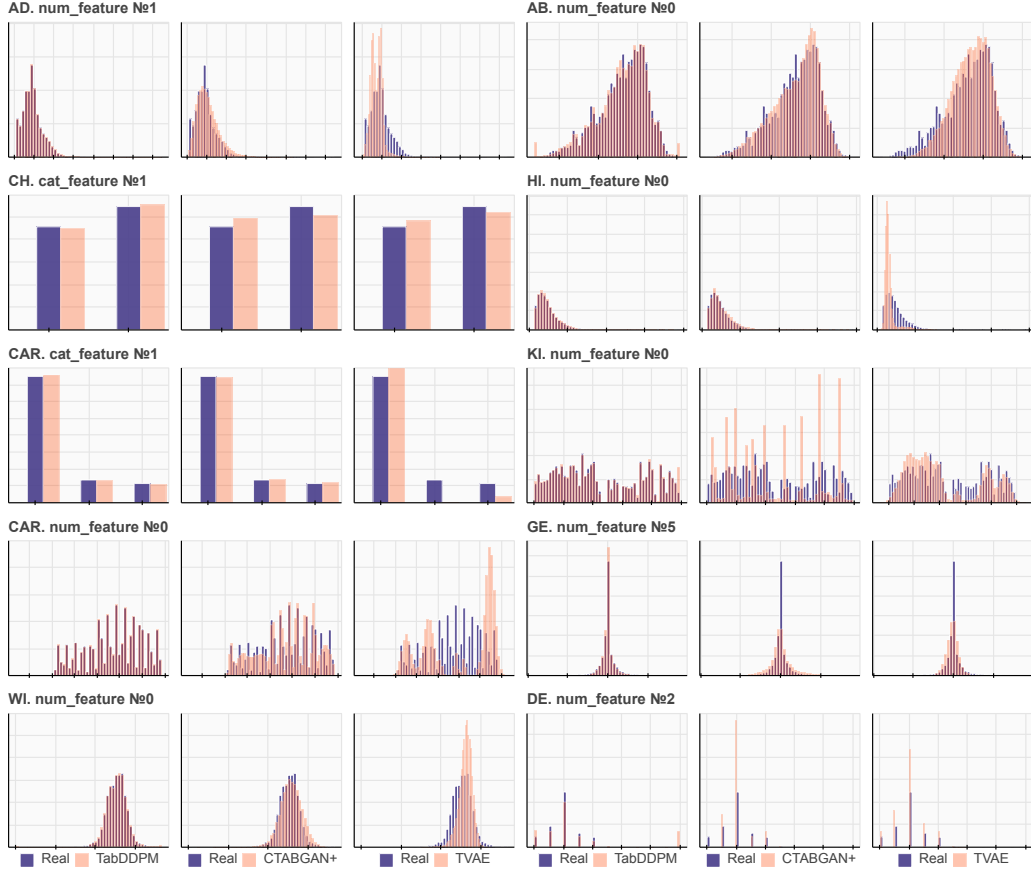 AD. num_feature №1
AB. num_feature №0
CH. cat_feature №1
HI. num_feature №0
CAR. cat_feature №1
KI. num_feature №0
CAR. num_feature №0
GE. num_feature №5
WI. num_feature №0
DE. num_feature №2
Real TabDDPM
Real CTABGAN+
Real TVAE
Real TabDDPM
Real CTABGAN+
Real TVAE